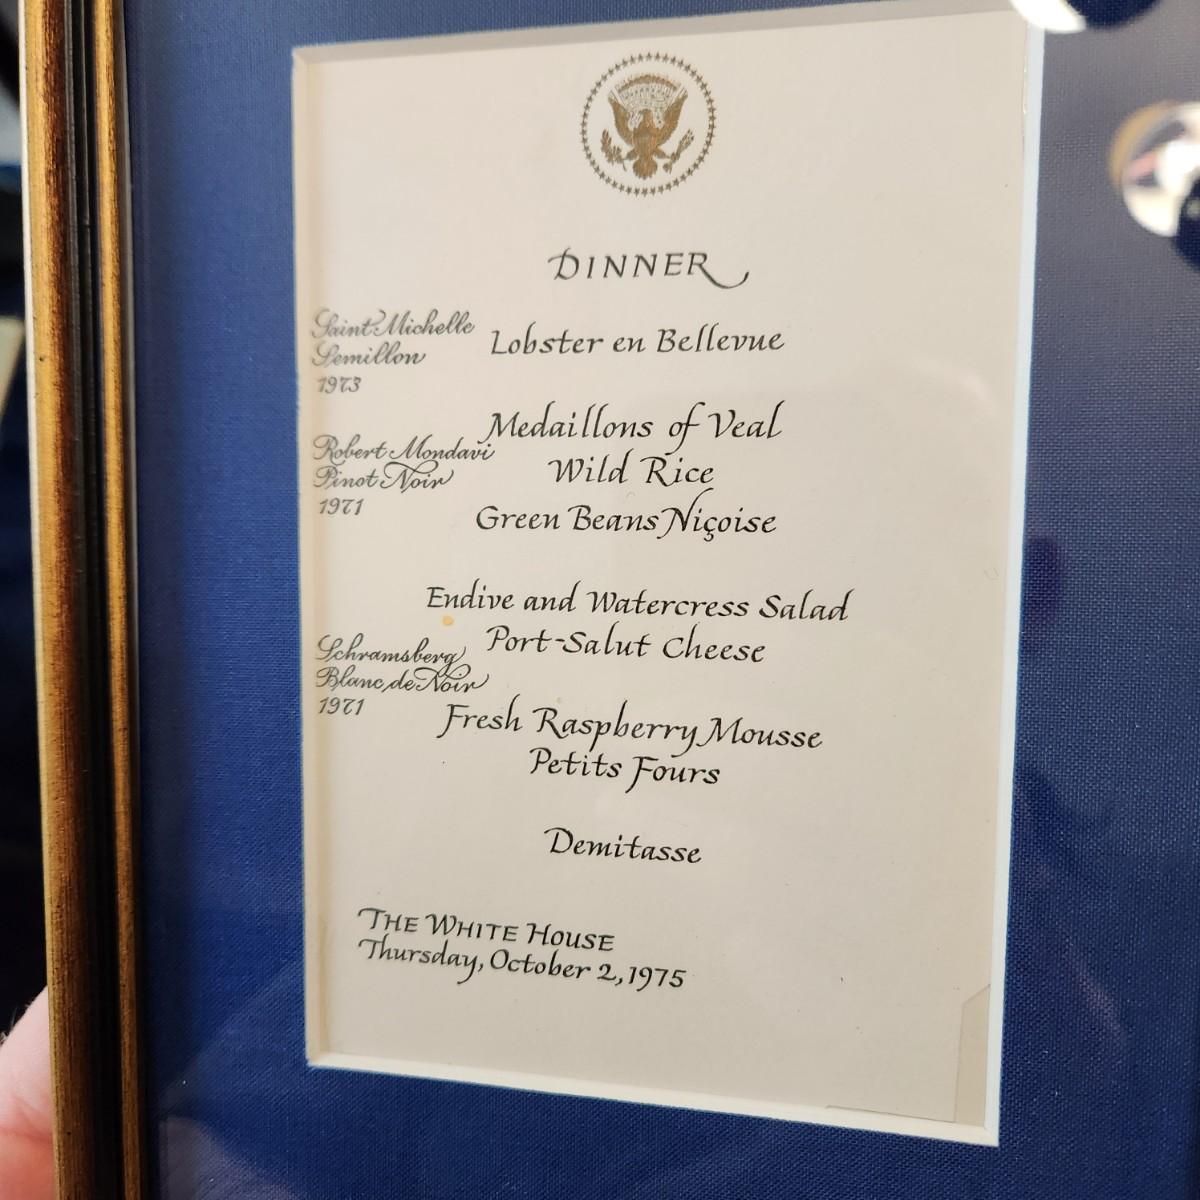 DINNER
Saint Michelle
Semillon
1973
Lobster en Bellevue
Robert Mondavi
Pinot Noir
1971
Medaillons of Veal
Wild Rice
Green Beans Niçoise
Endive and Watercress Salad
Port-Salut Cheese
Schramsberg
Blanc de Noir
1971
Fresh Raspberry Mousse
Petits Fours
Demitasse
THE WHITE HOUSE
Thursday, October 2, 1975